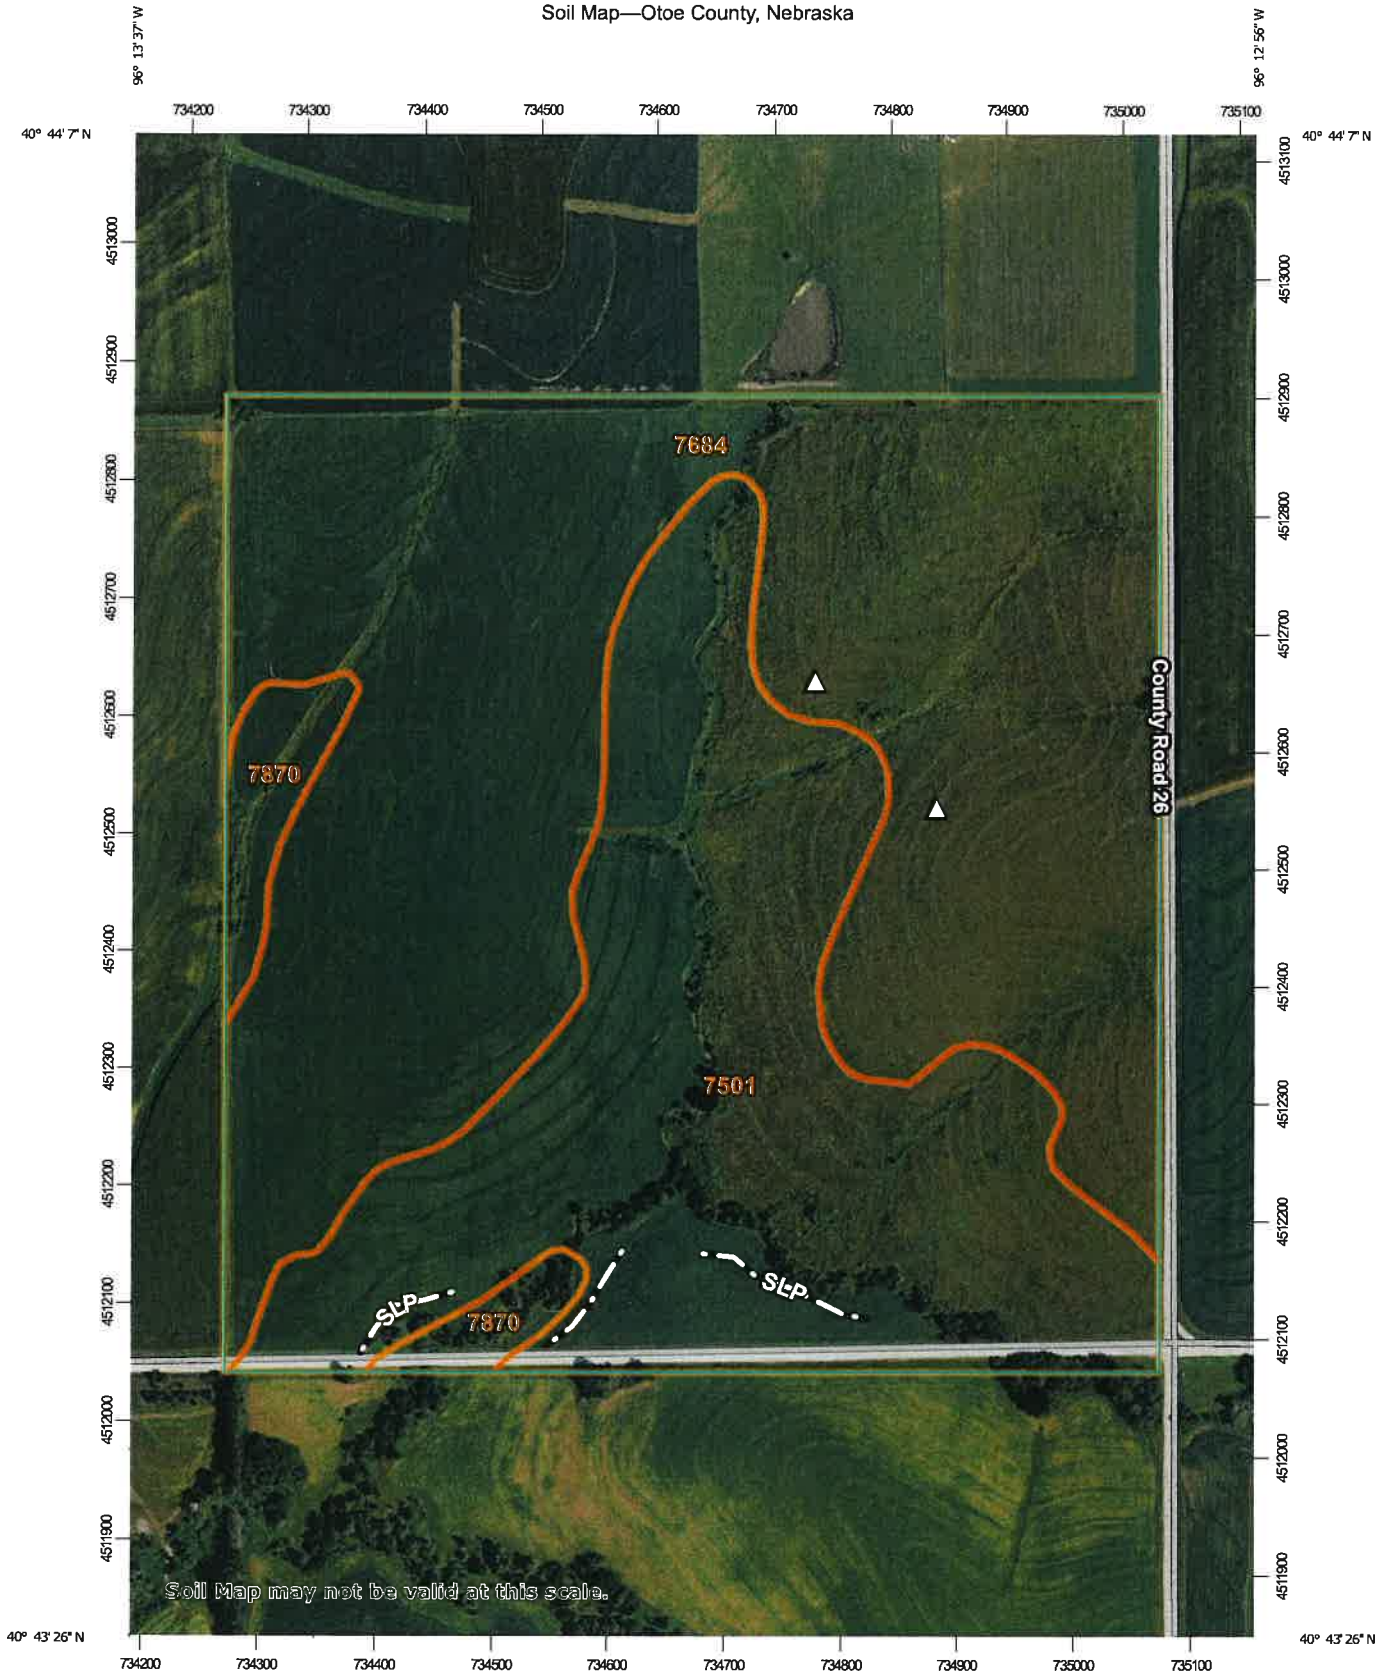 Soil Map—Otoe County, Nebraska
96° 13' 37" W
96° 12' 56" W
734200 734300 734400 734500 734600 734700 734800 734900 735000 735100
40° 44' 7" N
40° 44' 7" N
4513000
4512900
4512800
4512700
4512600
4512500
4512400
4512300
4512200
4512100
4512000
4511900
4513100
4513000
4512900
4512800
4512700
4512600
4512500
4512400
4512300
4512200
4512100
4512000
4511900
7684
County Road 26
7870
7501
SLP
SLP
7870
Soil Map may not be valid at this scale.
40° 43' 26" N
40° 43' 26" N
734200 734300 734400 734500 734600 734700 734800 734900 735000 735100